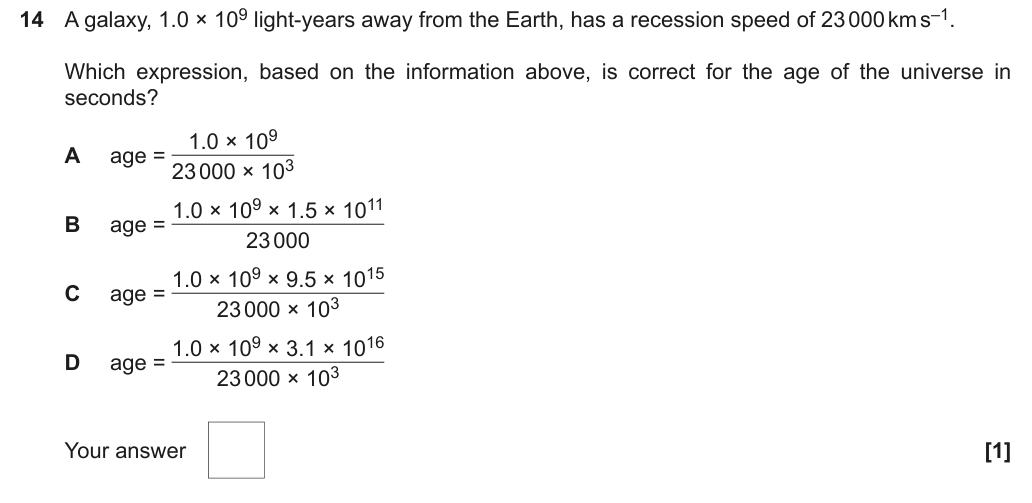 14 A galaxy, 1.0 × 10⁹ light-years away from the Earth, has a recession speed of 23 000 km s⁻¹.
Which expression, based on the information above, is correct for the age of the universe in
seconds?
A age = (1.0 × 10⁹) / (23 000 × 10³)
B age = (1.0 × 10⁹ × 1.5 × 10¹¹) / 23 000
C age = (1.0 × 10⁹ × 9.5 × 10¹⁵) / (23 000 × 10³)
D age = (1.0 × 10⁹ × 3.1 × 10¹⁶) / (23 000 × 10³)
Your answer [1]